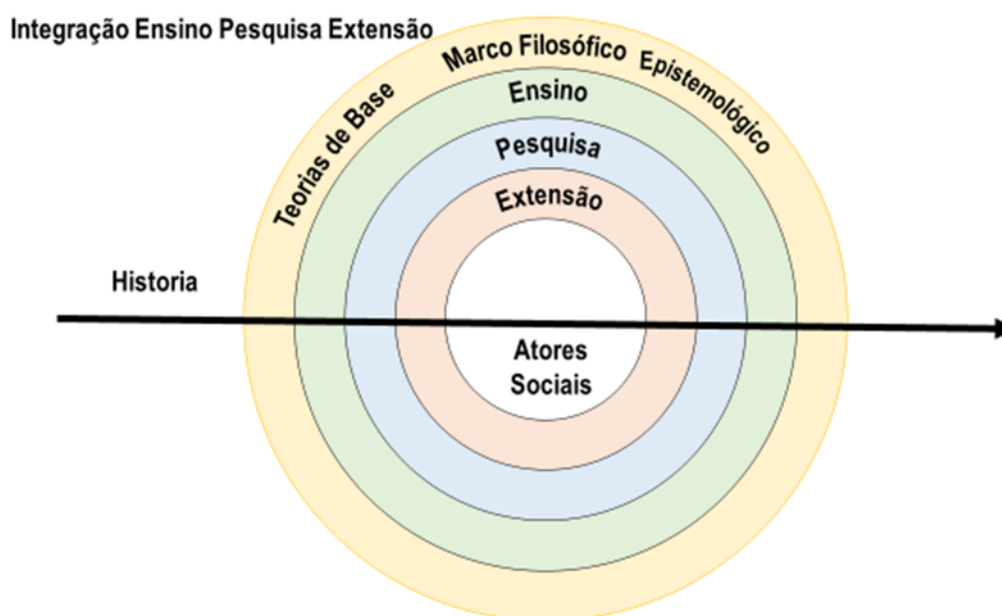 Integração Ensino Pesquisa Extensão
Teorias de Base
Marco Filosófico
Epistemológico
Ensino
Pesquisa
Extensão
Historia
Atores
Sociais